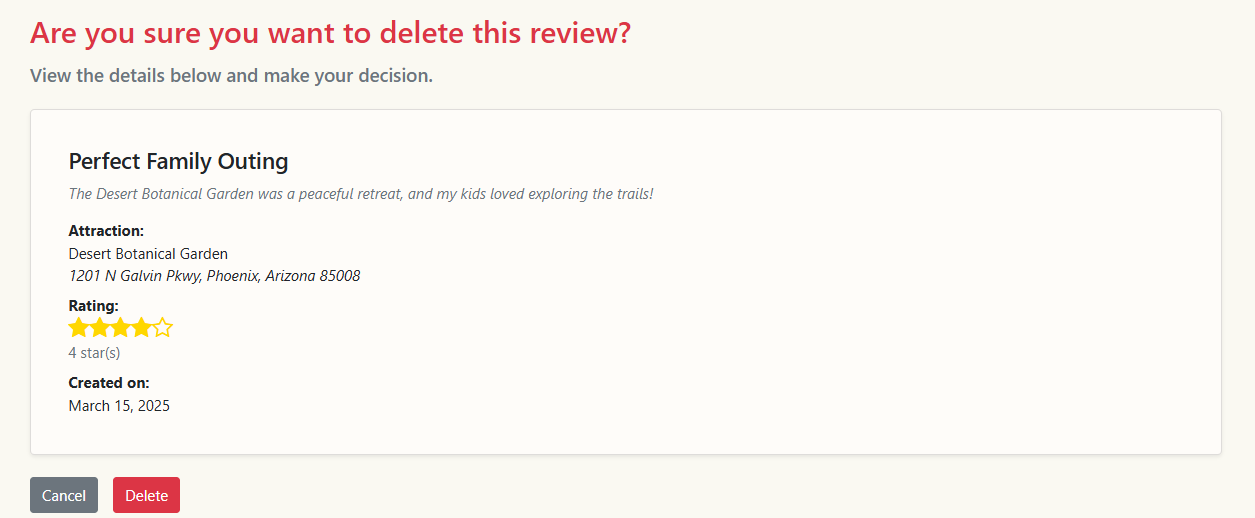 Are you sure you want to delete this review?
View the details below and make your decision.
Perfect Family Outing
The Desert Botanical Garden was a peaceful retreat, and my kids loved exploring the trails!
Attraction:
Desert Botanical Garden
1201 N Galvin Pkwy, Phoenix, Arizona 85008
Rating:
4 star(s)
Created on:
March 15, 2025
Cancel Delete